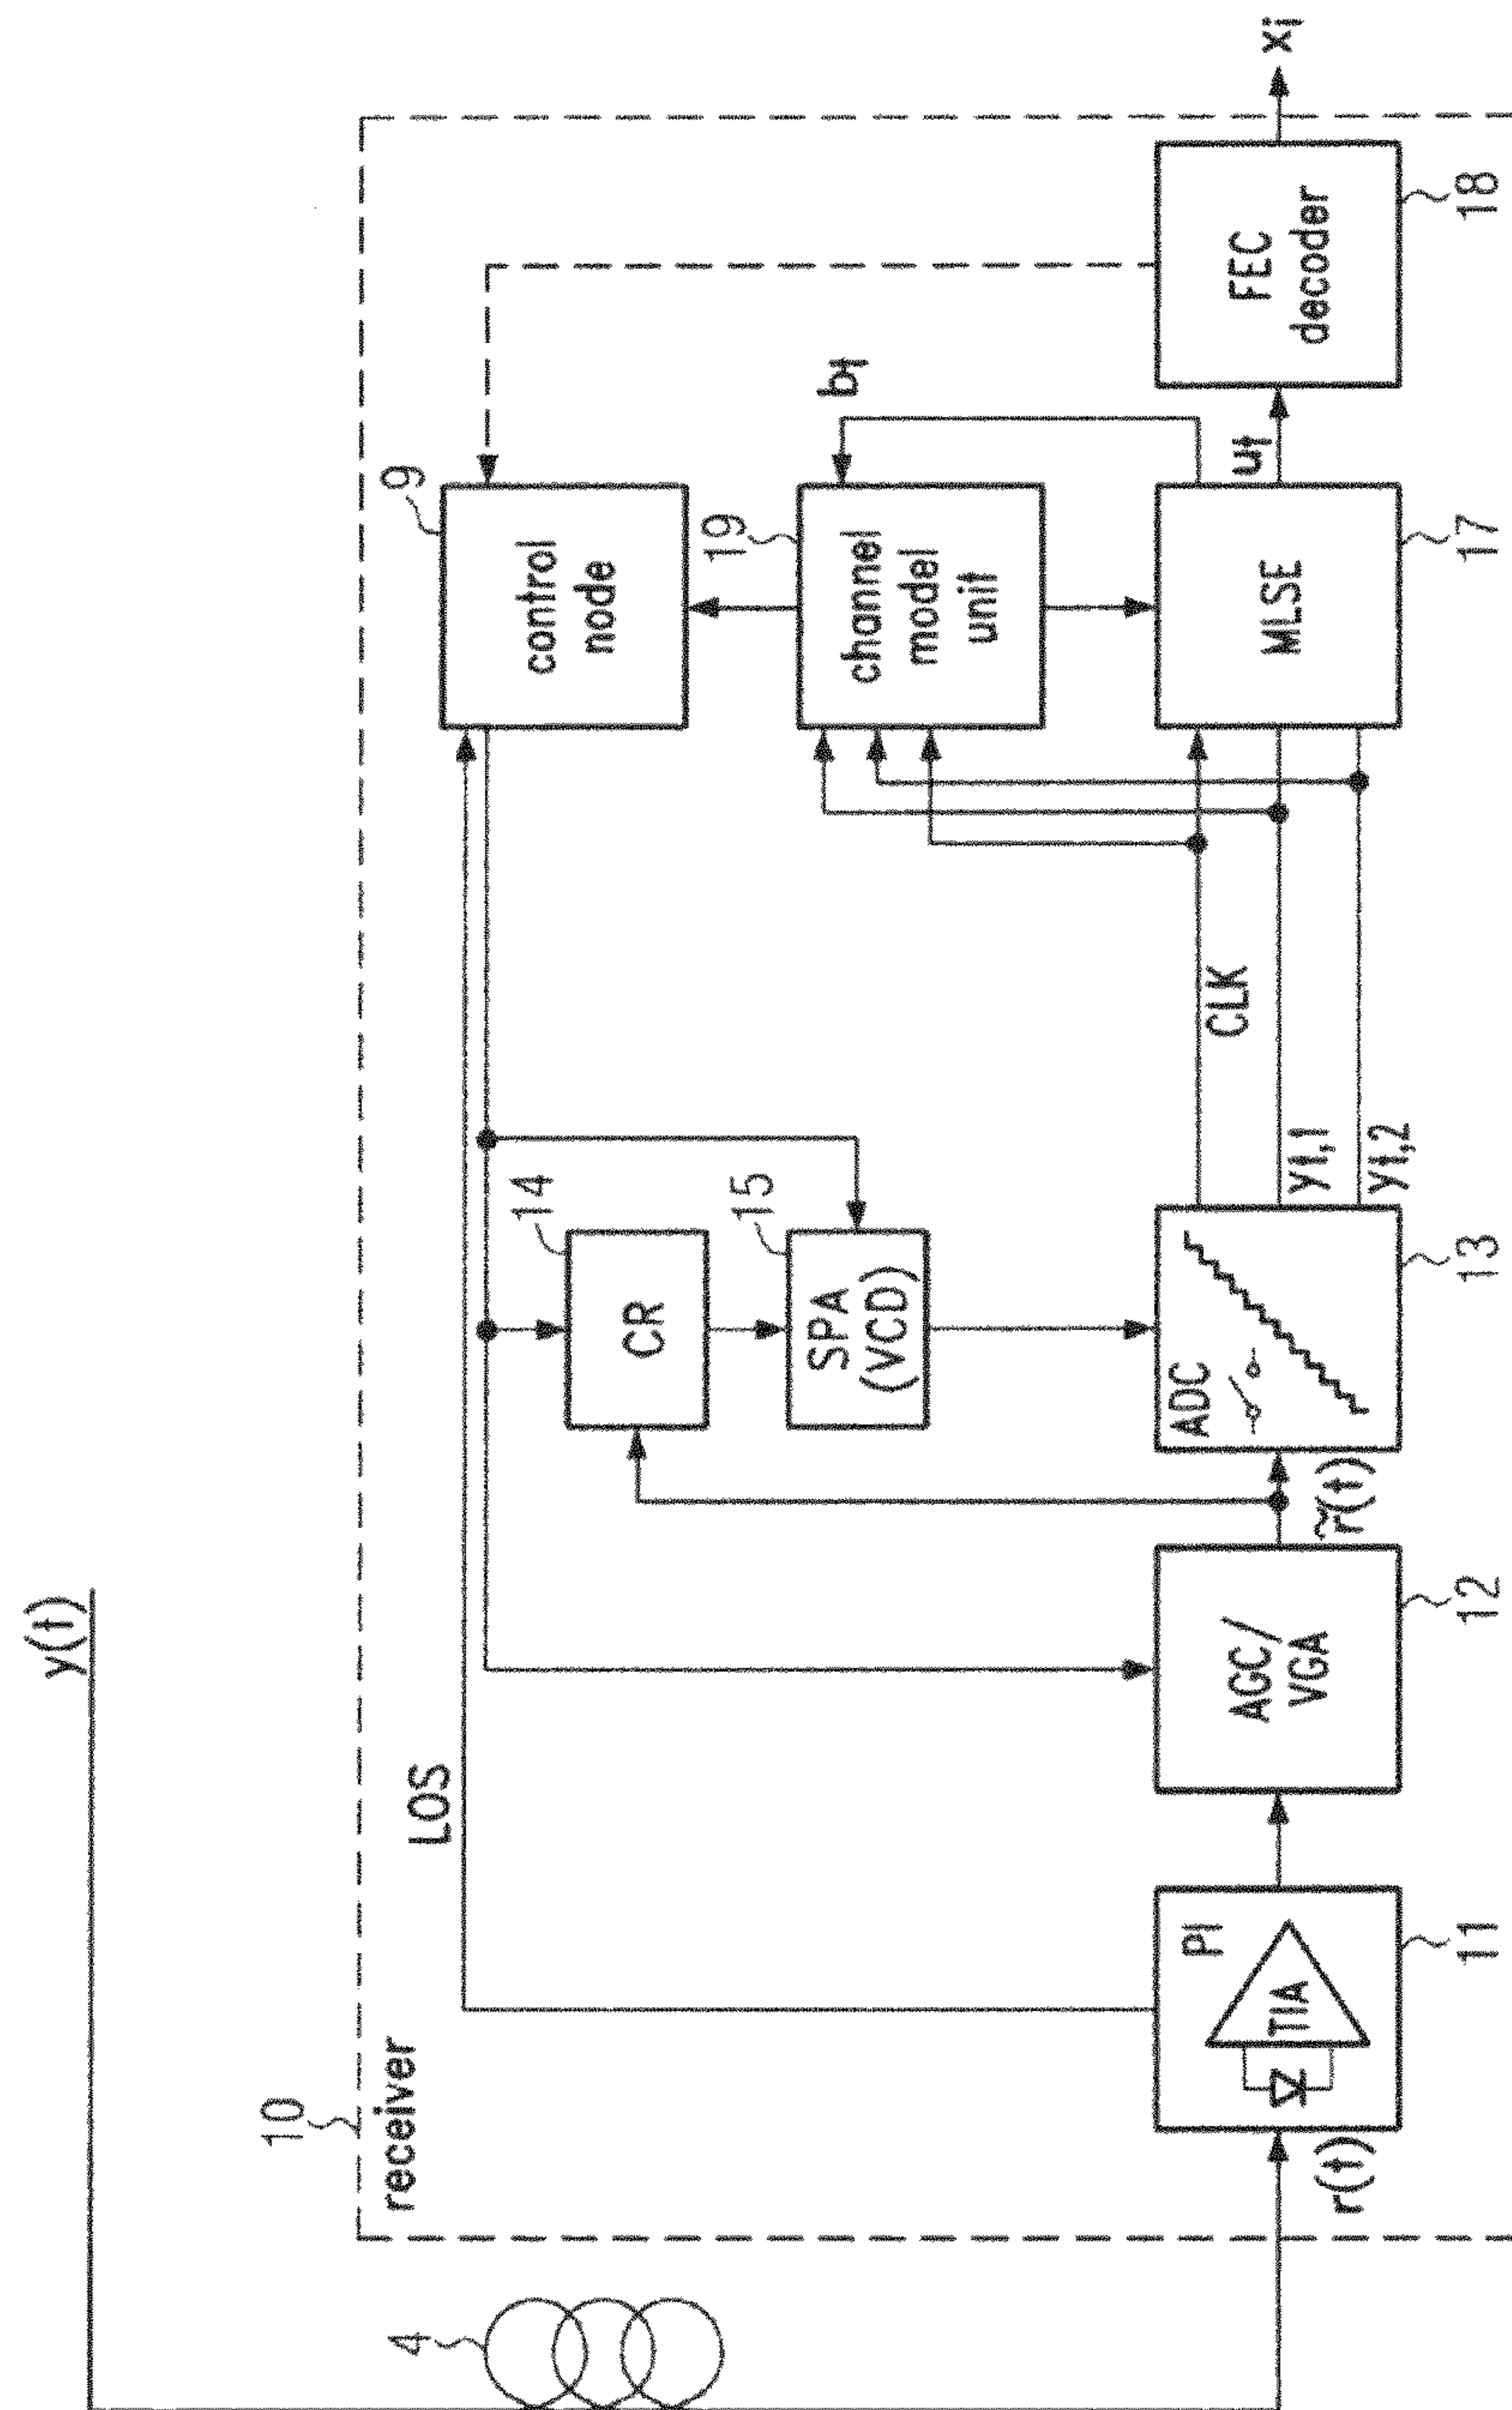 y(t)
4
10
receiver
LOS
9
control
node
14
CR
15
SPA
(VCD)
19
channel
model
unit
bt
r(t)
PI
TIA
11
AGC/
VGA
12
r̃(t)
ADC
13
CLK
yt,1
yt,2
MLSE
17
ut
FEC
decoder
18
xi